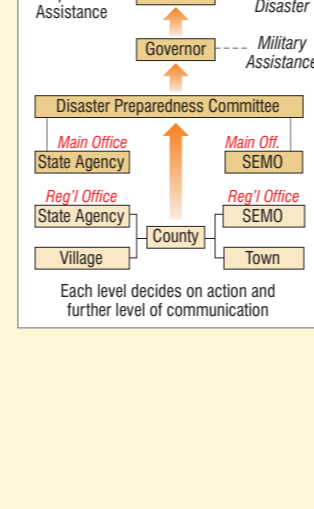 Assistance
Disaster
Governor
Military
Assistance
Disaster Preparedness Committee
Main Office
Main Off.
State Agency
SEMO
Reg'l Office
Reg'l Office
State Agency
SEMO
County
Village
Town
Each level decides on action and
further level of communication